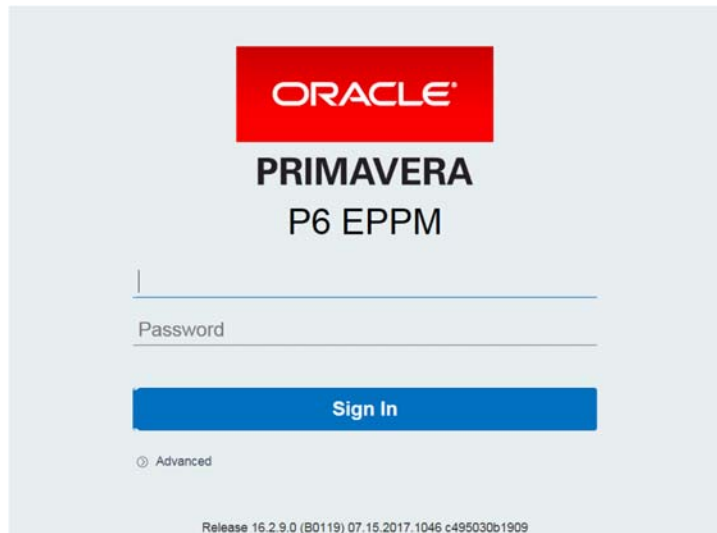 ORACLE®
PRIMAVERA
P6 EPPM
Password
Sign In
Advanced
Release 16.2.9.0 (B0119) 07.15.2017.1046 c495030b1909